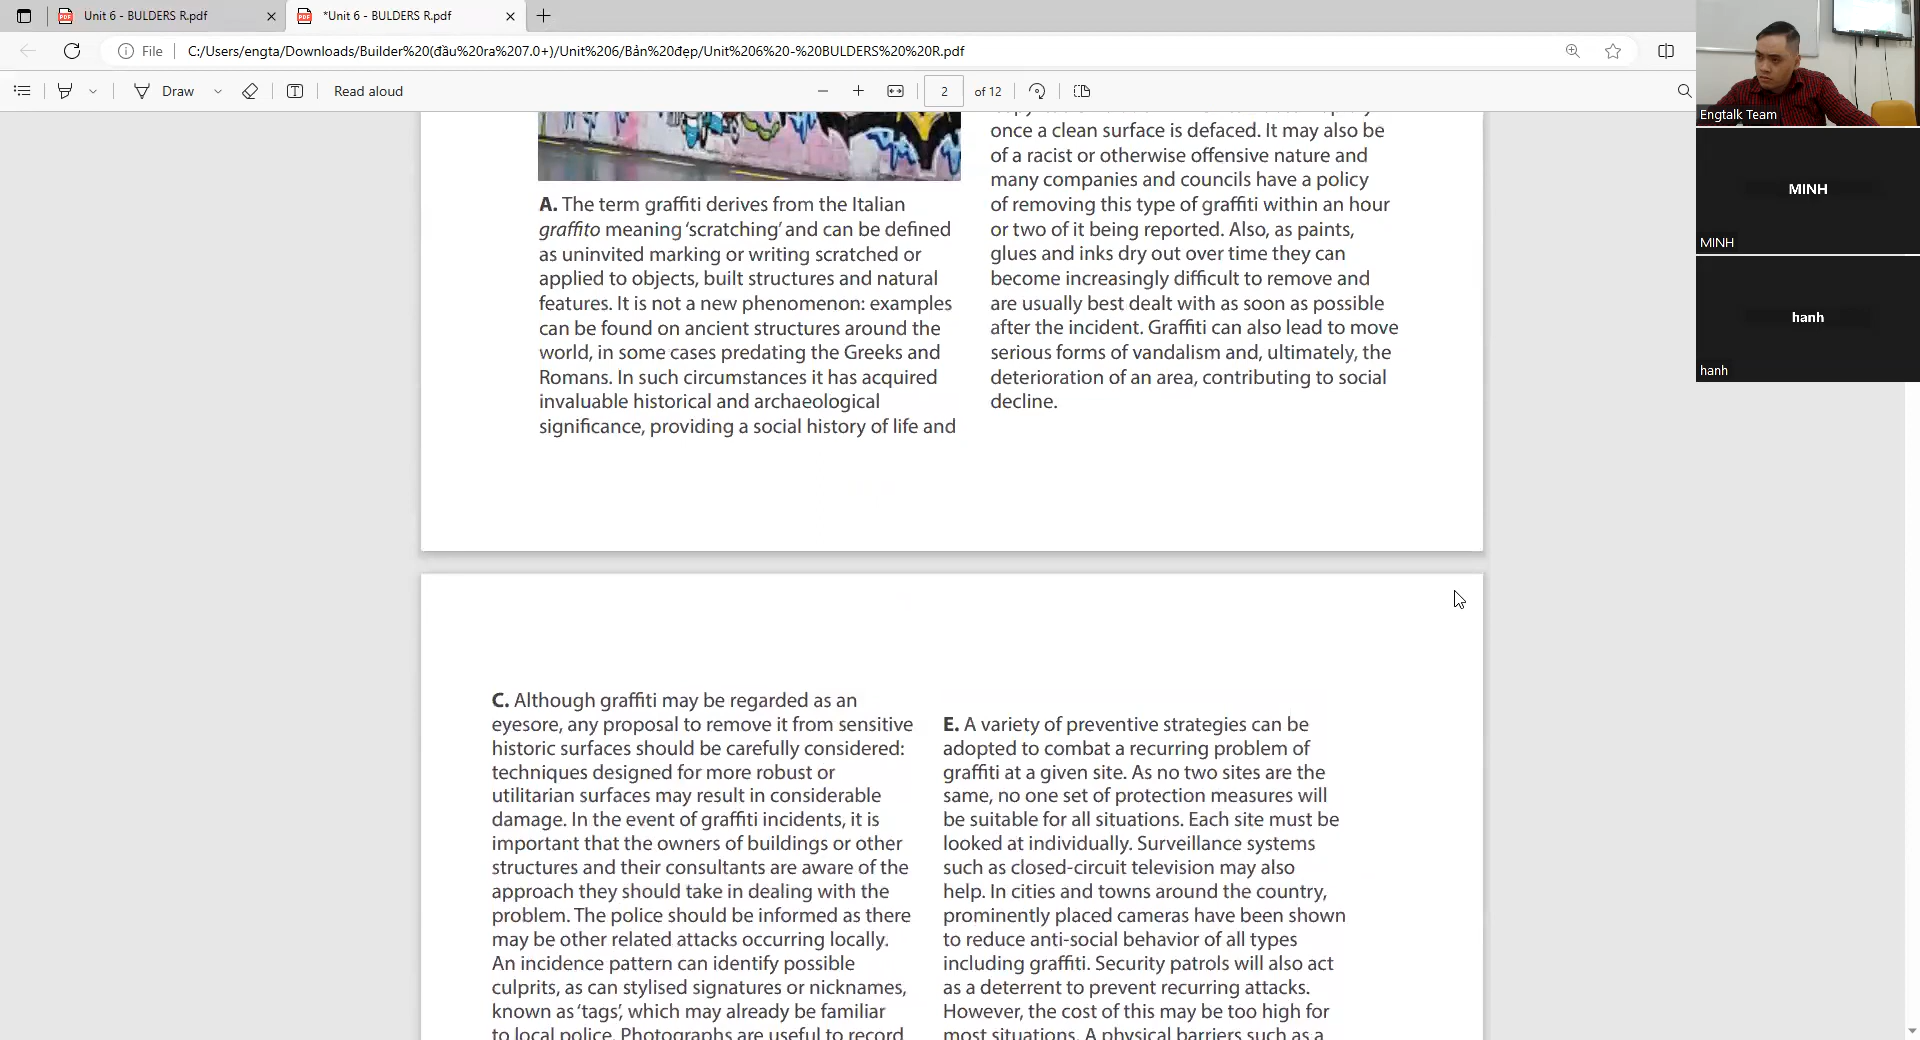 Unit 6 - BULDERS R.pdf
*Unit 6 - BULDERS R.pdf
File
C:/Users/engta/Downloads/Builder%20(đầu%20ra%207.0+)/Unit%206/Bản%20đẹp/Unit%206%20-%20BULDERS%20%20R.pdf
Draw
Read aloud
2
of 12
Engtalk Team
MINH
MINH
hanh
hanh
A. The term graffiti derives from the Italian
graffito meaning ‘scratching’ and can be defined
as uninvited marking or writing scratched or
applied to objects, built structures and natural
features. It is not a new phenomenon: examples
can be found on ancient structures around the
world, in some cases predating the Greeks and
Romans. In such circumstances it has acquired
invaluable historical and archaeological
significance, providing a social history of life and
once a clean surface is defaced. It may also be
of a racist or otherwise offensive nature and
many companies and councils have a policy
of removing this type of graffiti within an hour
or two of it being reported. Also, as paints,
glues and inks dry out over time they can
become increasingly difficult to remove and
are usually best dealt with as soon as possible
after the incident. Graffiti can also lead to move
serious forms of vandalism and, ultimately, the
deterioration of an area, contributing to social
decline.
C. Although graffiti may be regarded as an
eyesore, any proposal to remove it from sensitive
historic surfaces should be carefully considered:
techniques designed for more robust or
utilitarian surfaces may result in considerable
damage. In the event of graffiti incidents, it is
important that the owners of buildings or other
structures and their consultants are aware of the
approach they should take in dealing with the
problem. The police should be informed as there
may be other related attacks occurring locally.
An incidence pattern can identify possible
culprits, as can stylised signatures or nicknames,
known as ‘tags’, which may already be familiar
to local police. Photographs are useful to record
E. A variety of preventive strategies can be
adopted to combat a recurring problem of
graffiti at a given site. As no two sites are the
same, no one set of protection measures will
be suitable for all situations. Each site must be
looked at individually. Surveillance systems
such as closed-circuit television may also
help. In cities and towns around the country,
prominently placed cameras have been shown
to reduce anti-social behavior of all types
including graffiti. Security patrols will also act
as a deterrent to prevent recurring attacks.
However, the cost of this may be too high for
most situations. A physical barriers such as a